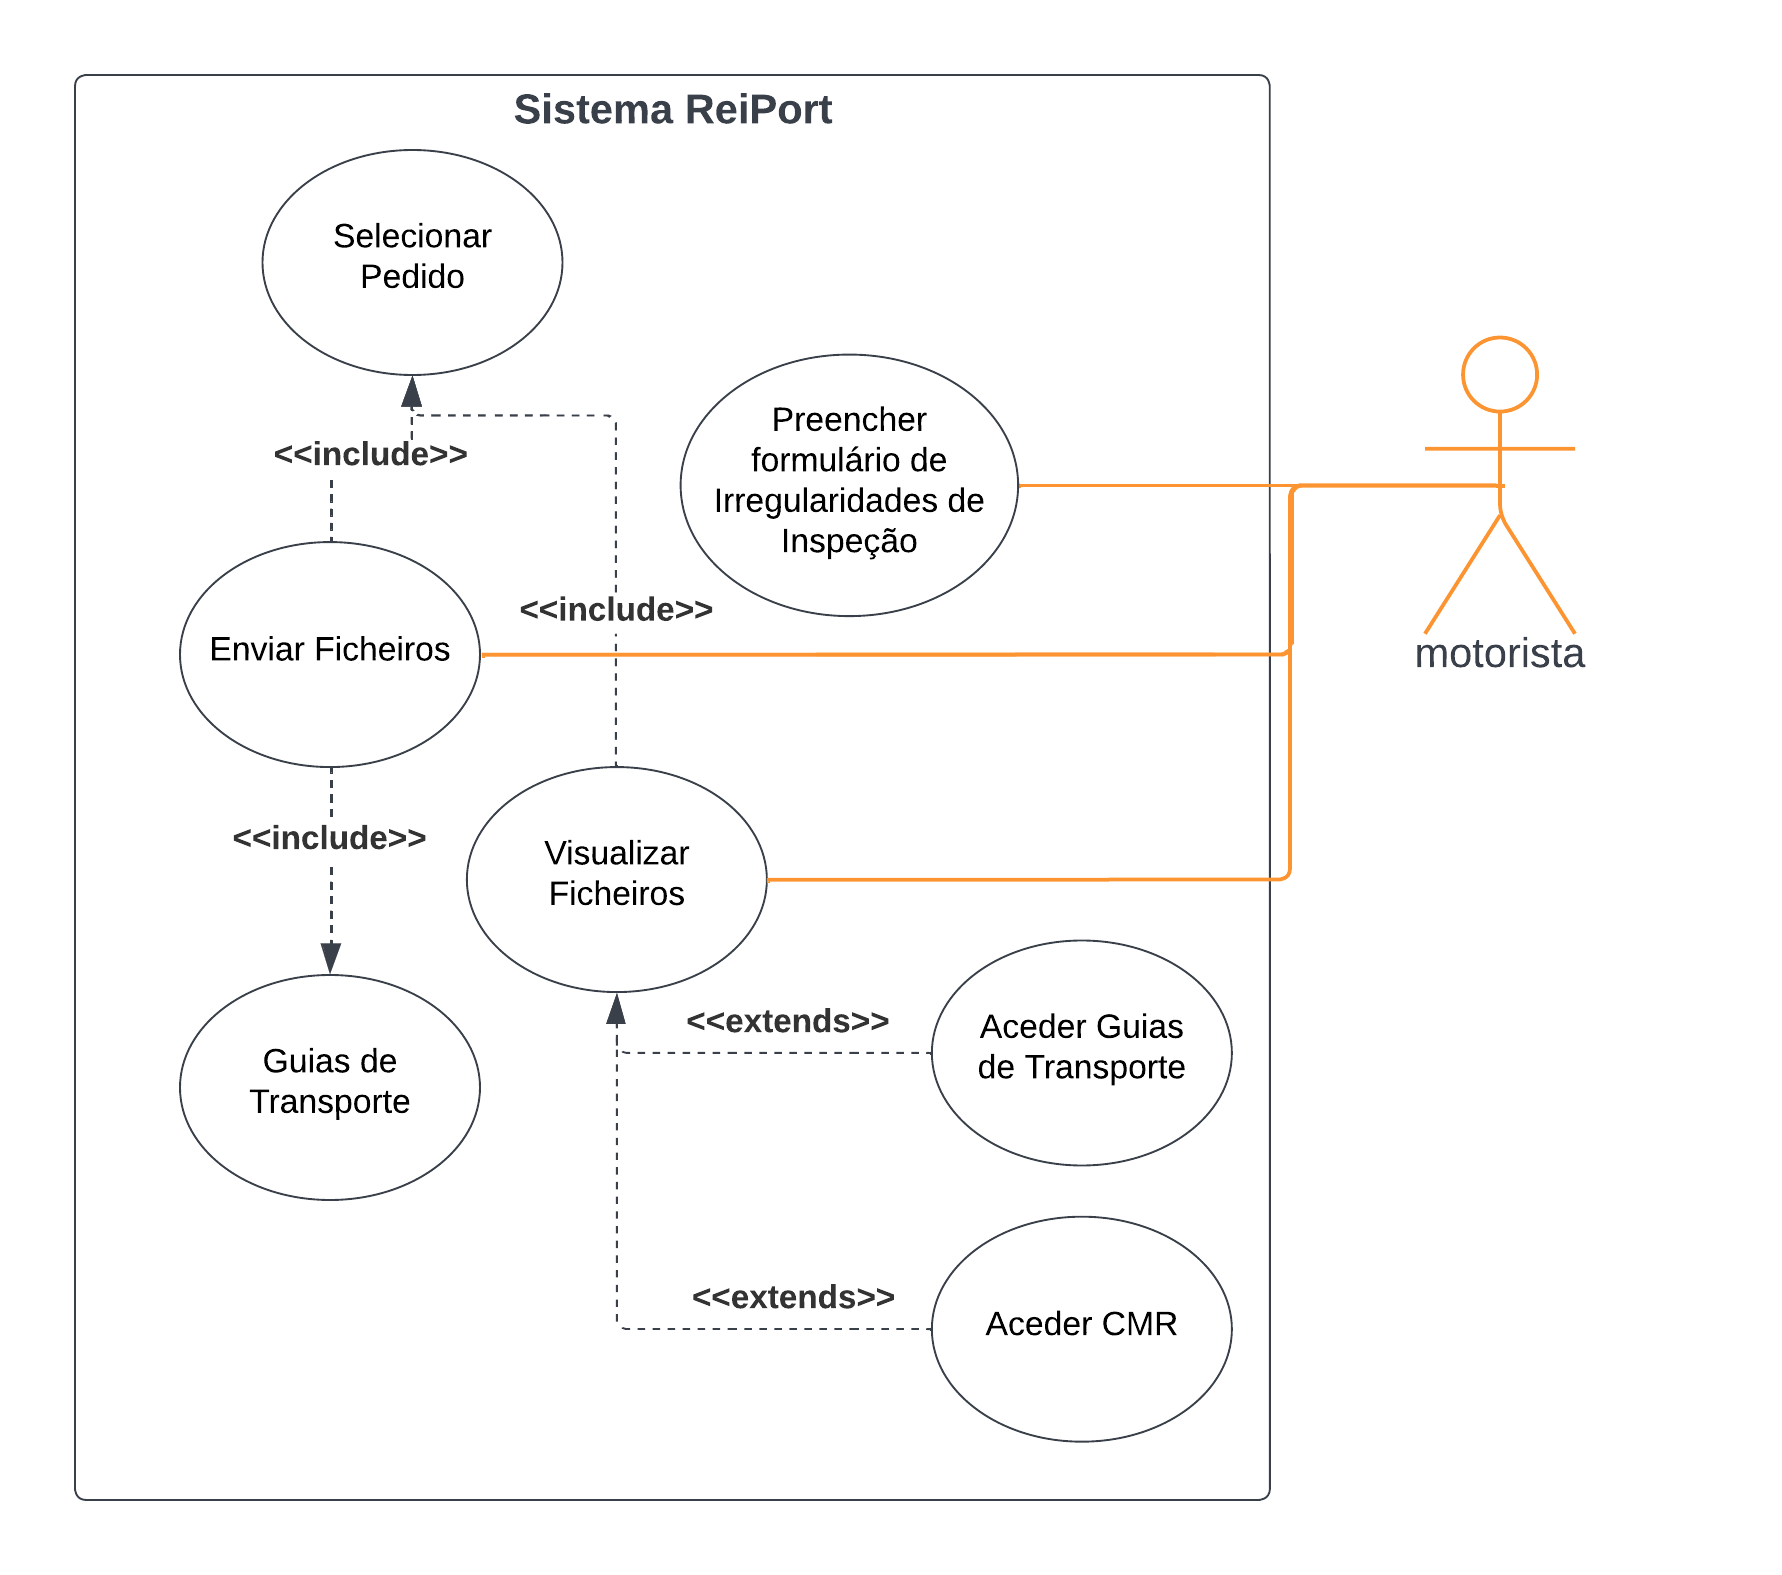 Sistema ReiPort
Selecionar
Pedido
Preencher
formulário de
Irregularidades de
Inspeção
<<include>>
<<include>>
Enviar Ficheiros
motorista
<<include>>
Visualizar
Ficheiros
<<extends>>
Aceder Guias
de Transporte
Guias de
Transporte
<<extends>>
Aceder CMR